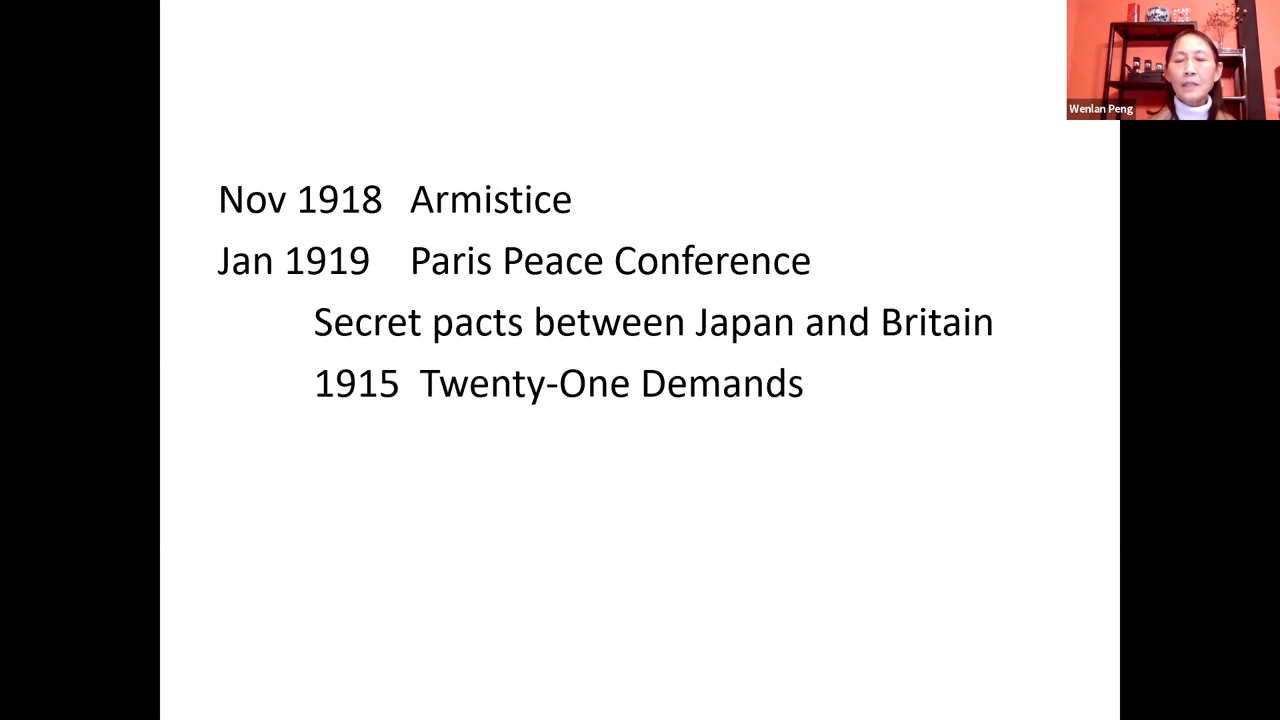 Wenlan Peng
Nov 1918 Armistice
Jan 1919 Paris Peace Conference
Secret pacts between Japan and Britain
1915 Twenty-One Demands